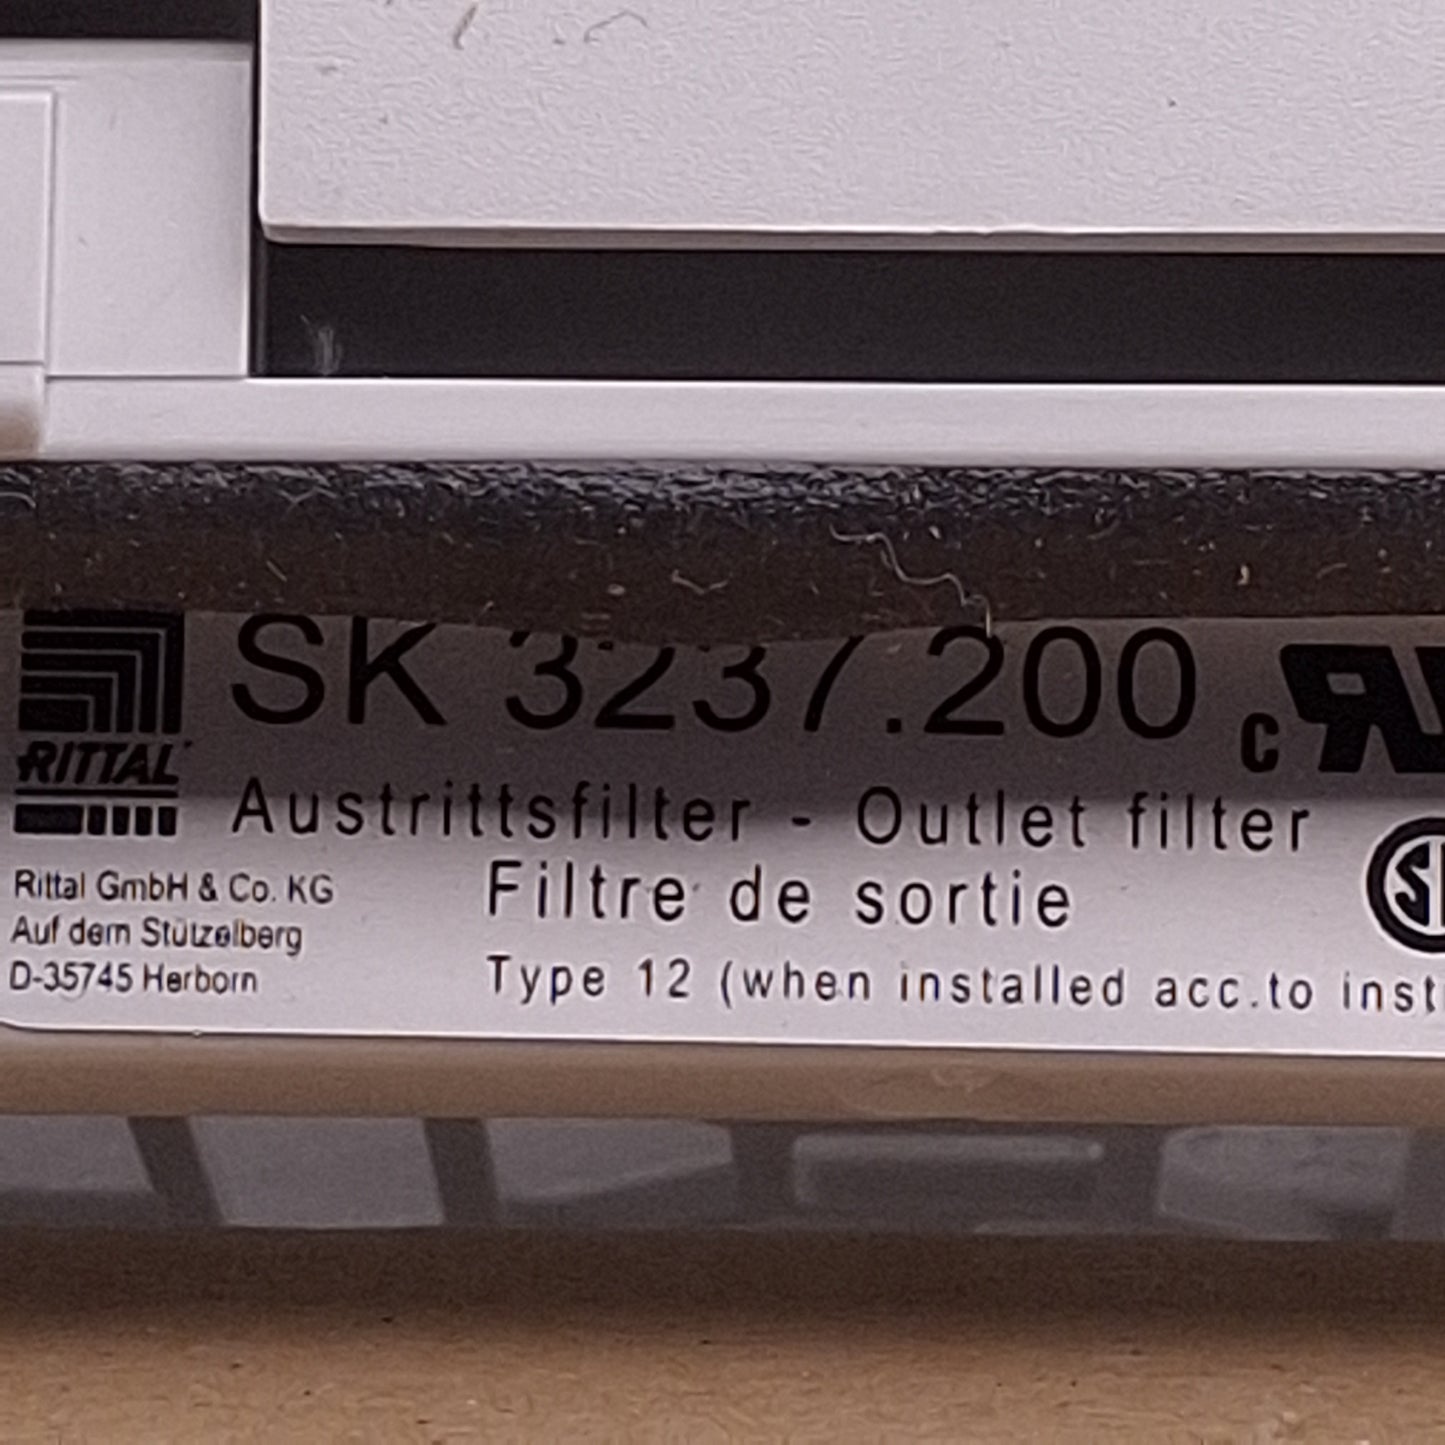 SK 3237.200
RITTAL
Austrittsfilter - Outlet filter
Filtre de sortie
Rittal GmbH & Co. KG
Auf dem Stützelberg
D-35745 Herborn
Type 12 (when installed acc.to inst
c